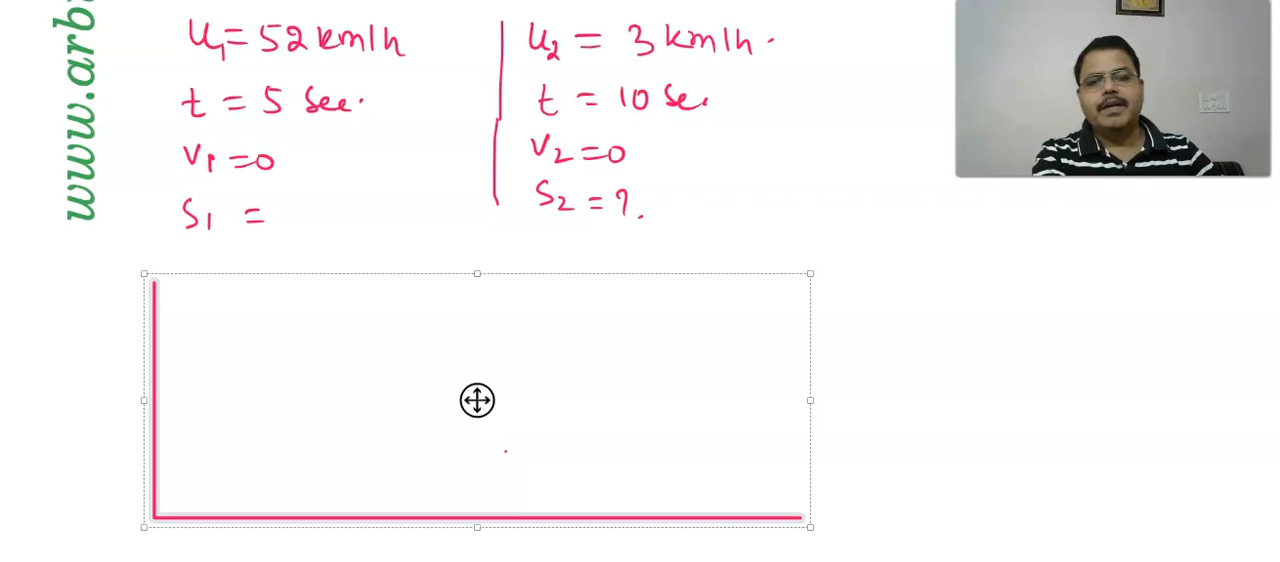 www.arb
u₁ = 52 km/h
t = 5 sec.
v₁ = 0
S₁ =
u₂ = 3 km/h.
t = 10 sec
v₂ = 0
S₂ = ?.